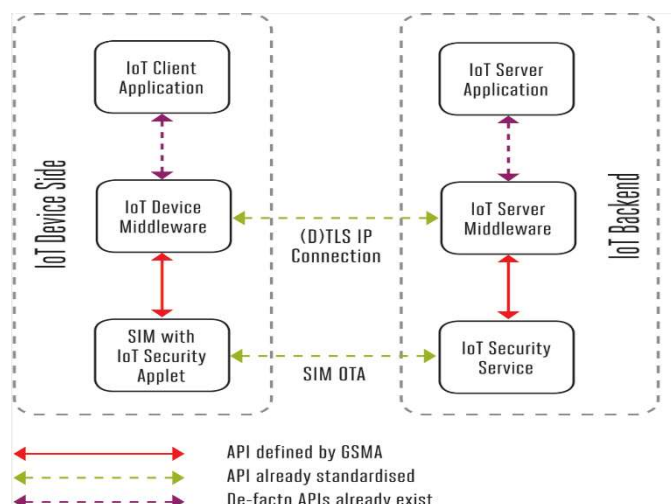 IoT Client
Application
IoT Server
Application
IoT Device Side
IoT Device
Middleware
(D)TLS IP
Connection
IoT Server
Middleware
IoT Backend
SIM with
IoT Security
Applet
SIM OTA
IoT Security
Service
API defined by GSMA
API already standardised
De-facto APIs already exist